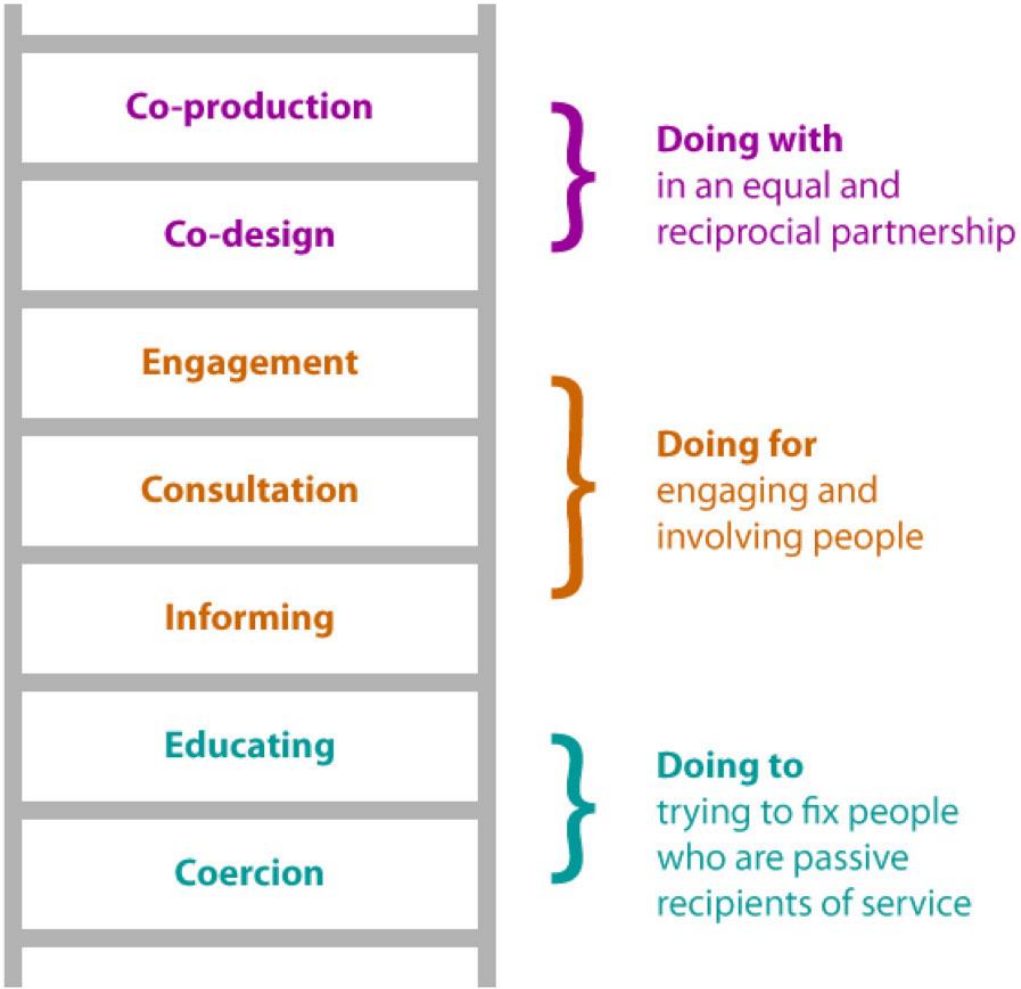 Co-production
Co-design
Doing with
in an equal and
reciprocial partnership
Engagement
Consultation
Informing
Doing for
engaging and
involving people
Educating
Coercion
Doing to
trying to fix people
who are passive
recipients of service